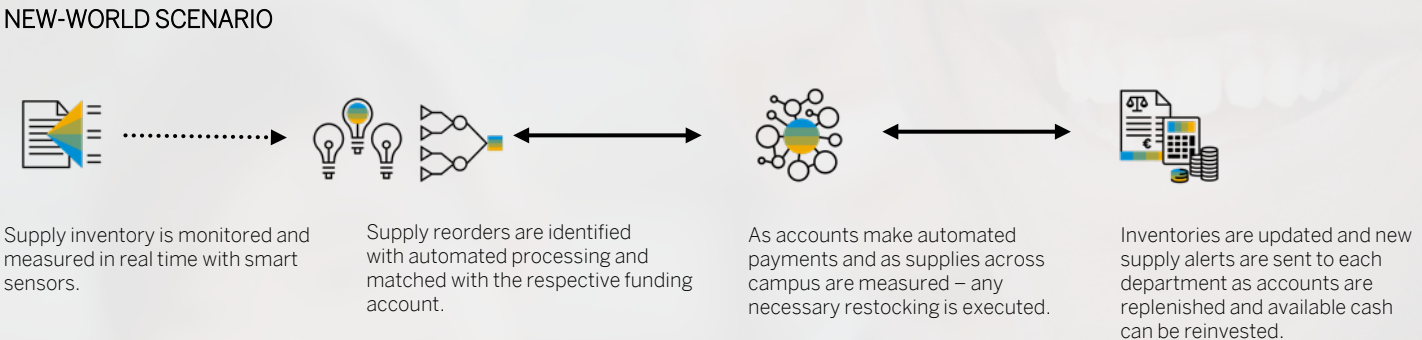 NEW-WORLD SCENARIO
€
Supply inventory is monitored and
measured in real time with smart
sensors.
Supply reorders are identified
with automated processing and
matched with the respective funding
account.
As accounts make automated
payments and as supplies across
campus are measured – any
necessary restocking is executed.
Inventories are updated and new
supply alerts are sent to each
department as accounts are
replenished and available cash
can be reinvested.